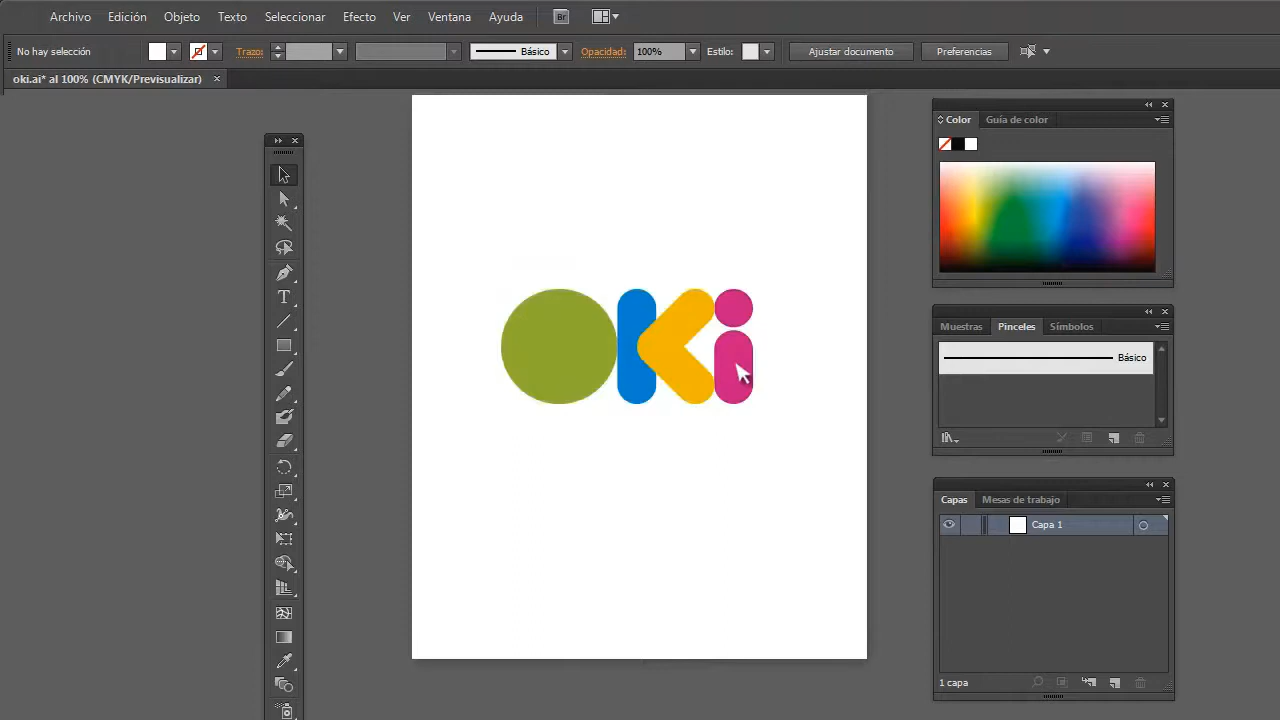 Archivo Edición Objeto Texto Seleccionar Efecto Ver Ventana Ayuda Br
No hay selección Trazo: Básico Opacidad: 100% Estilo: Ajustar documento Preferencias
oki.ai* al 100% (CMYK/Previsualizar)
Color Guía de color
oki
Muestras Pinceles Símbolos
Básico
Capas Mesas de trabajo
Capa 1
1 capa